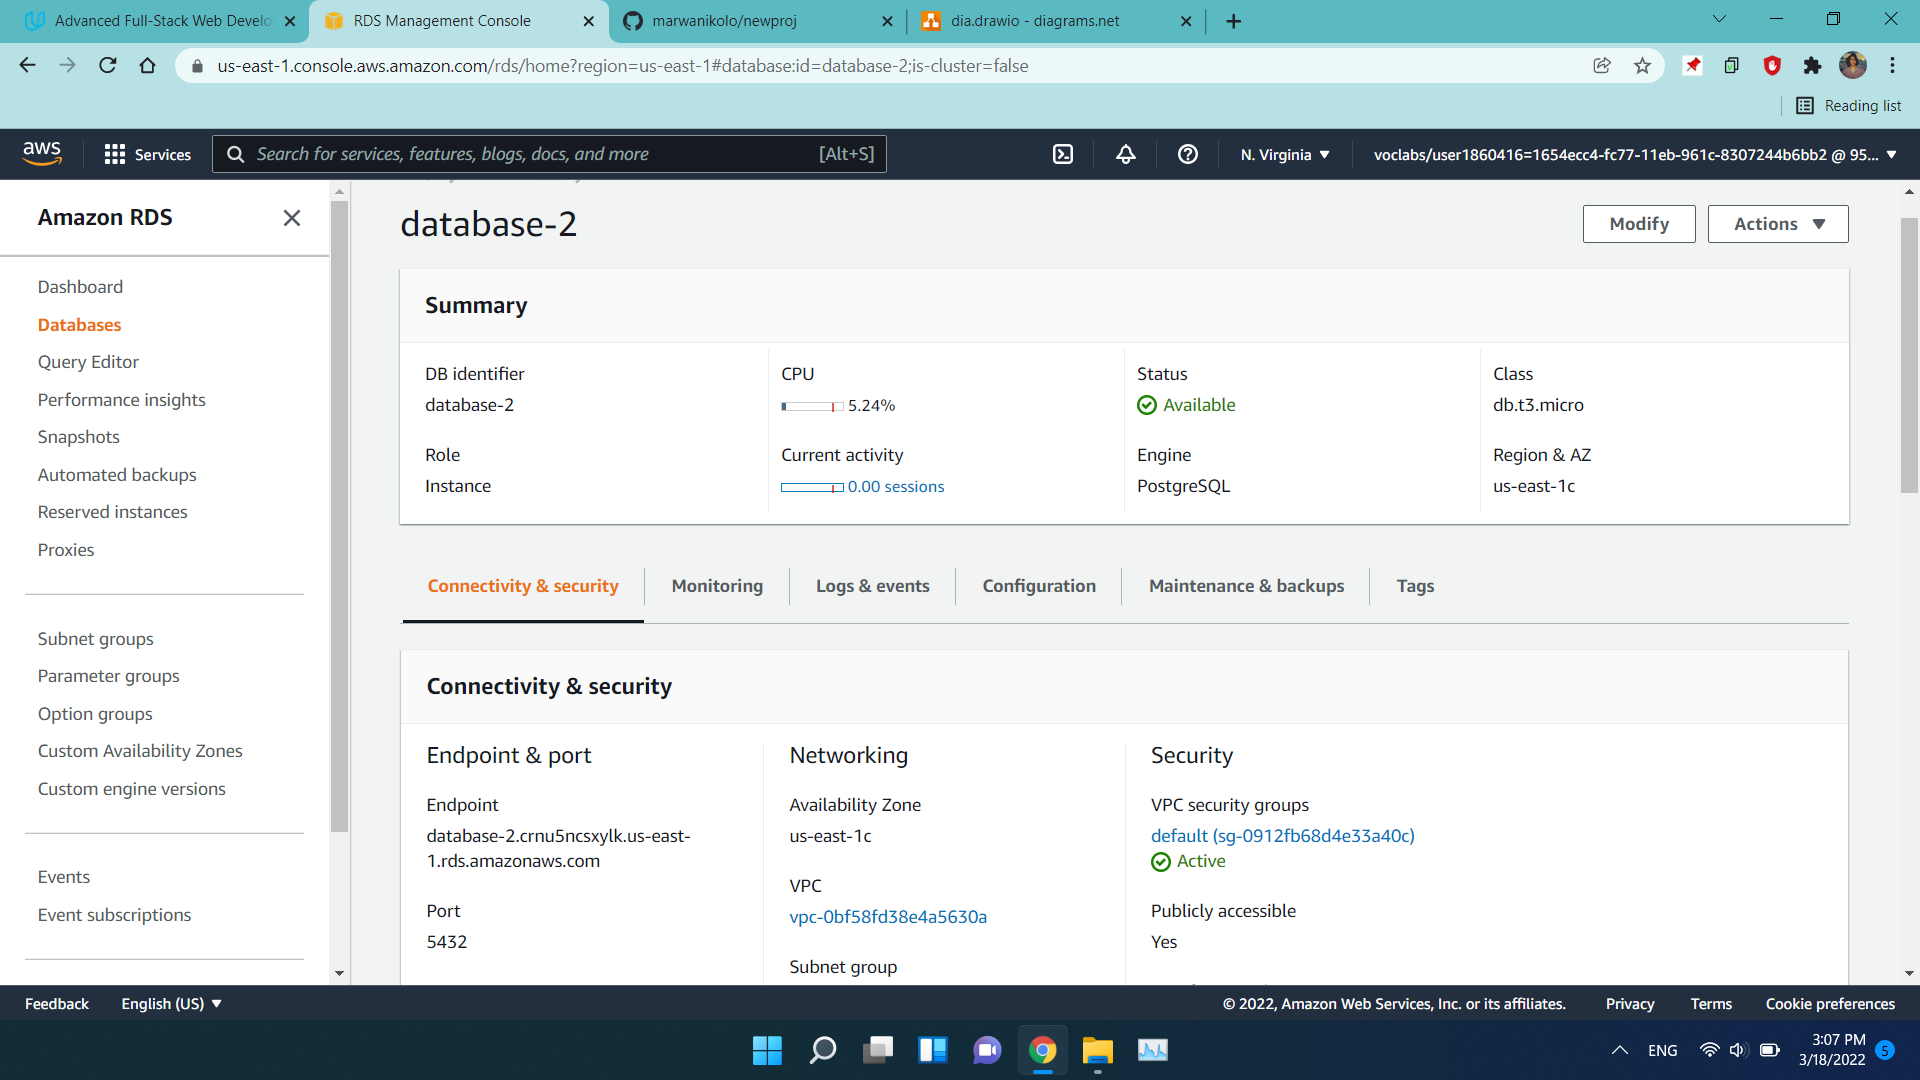 Advanced Full-Stack Web Develo
RDS Management Console
marwanikolo/newproj
dia.drawio - diagrams.net
us-east-1.console.aws.amazon.com/rds/home?region=us-east-1#database:id=database-2;is-cluster=false
Reading list
aws
Services
Search for services, features, blogs, docs, and more
[Alt+S]
N. Virginia
voclabs/user1860416=1654ecc4-fc77-11eb-961c-8307244b6bb2 @ 95...
Amazon RDS
Dashboard
Databases
Query Editor
Performance insights
Snapshots
Automated backups
Reserved instances
Proxies
Subnet groups
Parameter groups
Option groups
Custom Availability Zones
Custom engine versions
Events
Event subscriptions
database-2
Modify
Actions
Summary
DB identifier
database-2
CPU
5.24%
Status
Available
Class
db.t3.micro
Role
Instance
Current activity
0.00 sessions
Engine
PostgreSQL
Region & AZ
us-east-1c
Connectivity & security
Monitoring
Logs & events
Configuration
Maintenance & backups
Tags
Connectivity & security
Endpoint & port
Endpoint
database-2.crnu5ncsxylk.us-east-
1.rds.amazonaws.com
Port
5432
Networking
Availability Zone
us-east-1c
VPC
vpc-0bf58fd38e4a5630a
Subnet group
Security
VPC security groups
default (sg-0912fb68d4e33a40c)
Active
Publicly accessible
Yes
Feedback
English (US)
© 2022, Amazon Web Services, Inc. or its affiliates.
Privacy
Terms
Cookie preferences
ENG
3:07 PM
3/18/2022
5